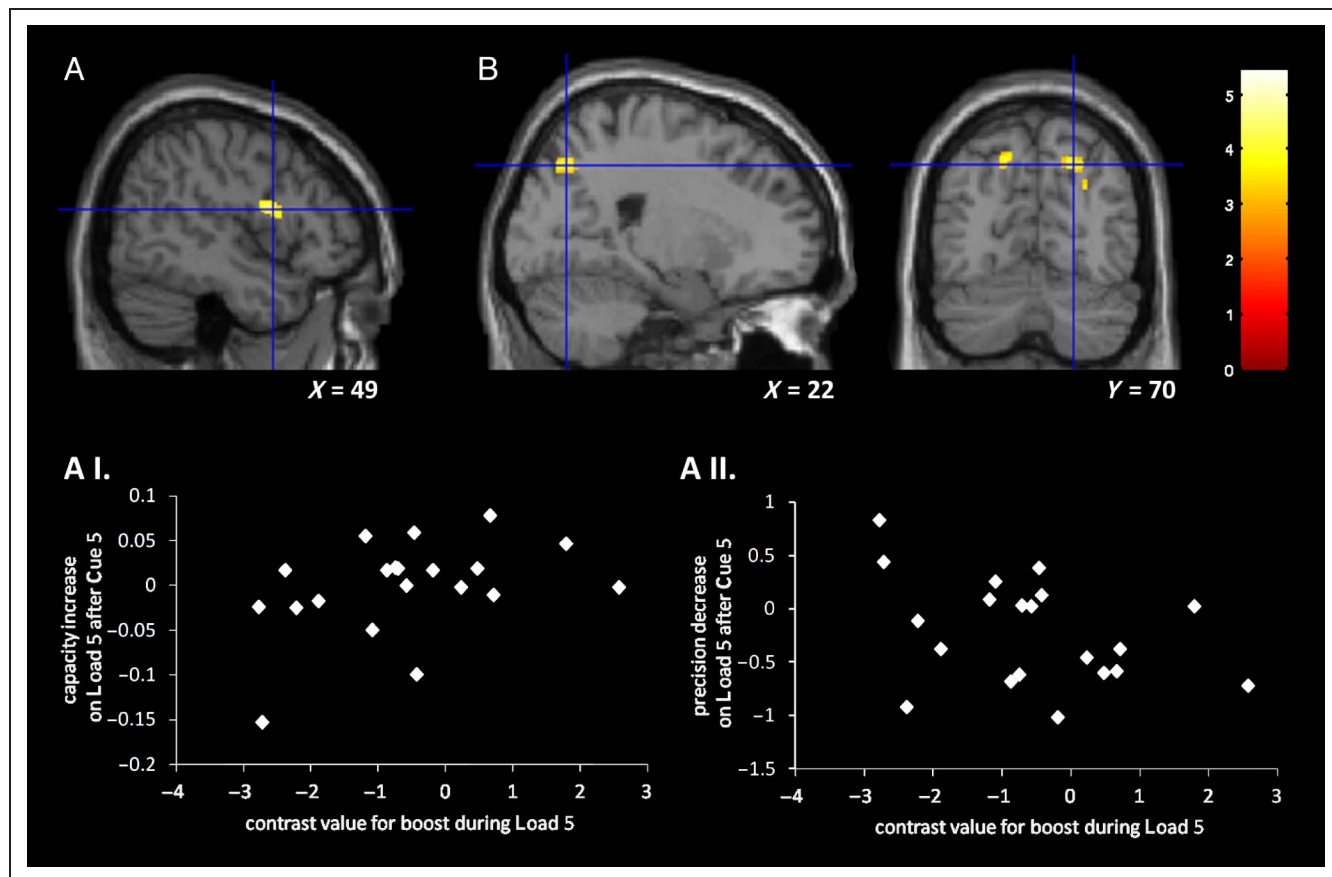 A
B
5
4
3
2
1
0
X = 49
X = 22
Y = 70
A I.
capacity increase
on Load 5 after Cue 5
0.1
0.05
0
−0.05
−0.1
−0.15
−0.2
−4 −3 −2 −1 0 1 2 3
contrast value for boost during Load 5
A II.
precision decrease
on Load 5 after Cue 5
1
0.5
0
−0.5
−1
−1.5
−4 −3 −2 −1 0 1 2 3
contrast value for boost during Load 5